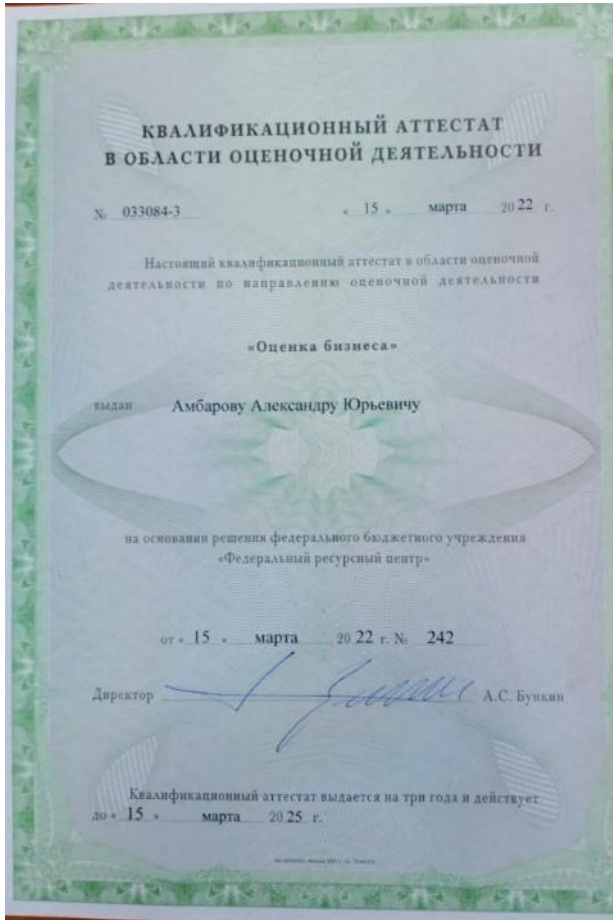 КВАЛИФИКАЦИОННЫЙ АТТЕСТАТ
В ОБЛАСТИ ОЦЕНОЧНОЙ ДЕЯТЕЛЬНОСТИ
№ 033084-3 « 15 » марта 20 22 г.
Настоящий квалификационный аттестат в области оценочной
деятельности по направлению оценочной деятельности
«Оценка бизнеса»
выдан Амбарову Александру Юрьевичу
на основании решения федерального бюджетного учреждения
«Федеральный ресурсный центр»
от « 15 » марта 20 22 г. № 242
Директор А.С. Бункин
Квалификационный аттестат выдается на три года и действует
до « 15 » марта 20 25 г.